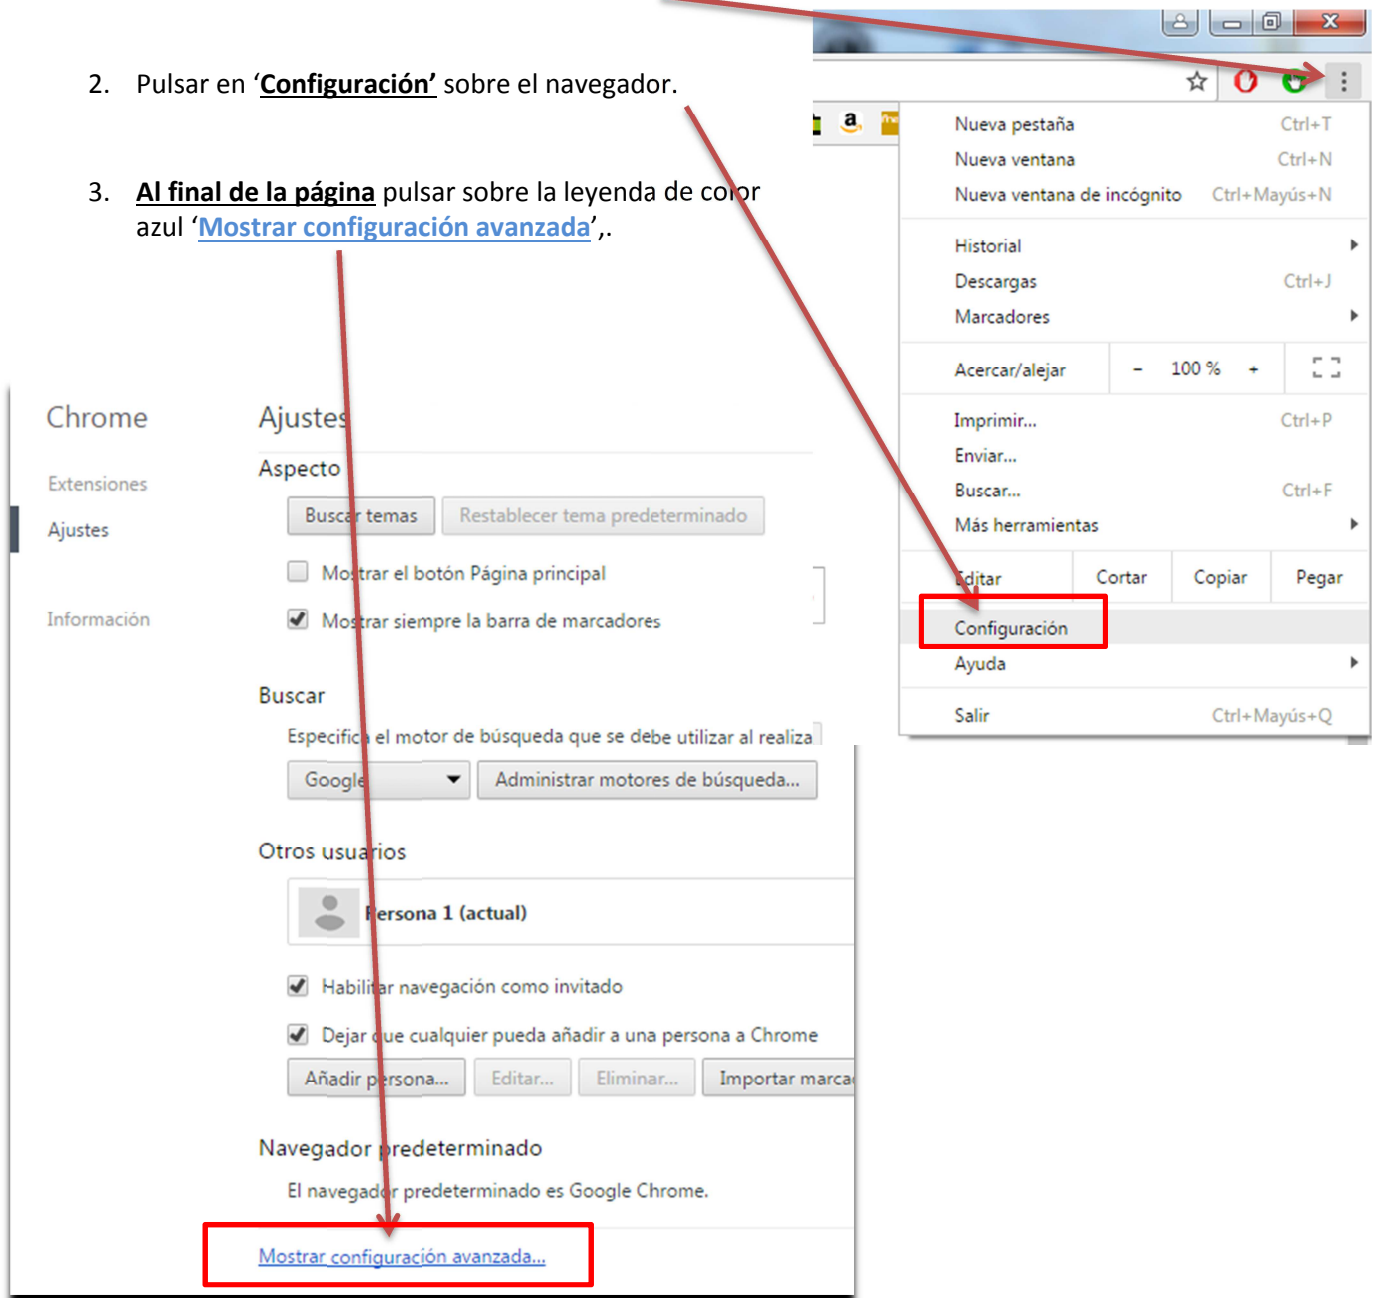 2. Pulsar en ‘Configuración’ sobre el navegador.
3. Al final de la página pulsar sobre la leyenda de color
azul ‘Mostrar configuración avanzada’,.
a
Nueva pestaña Ctrl+T
Nueva ventana Ctrl+N
Nueva ventana de incógnito Ctrl+Mayús+N
Historial
Descargas Ctrl+J
Marcadores
Acercar/alejar - 100 % +
Imprimir... Ctrl+P
Enviar...
Buscar... Ctrl+F
Más herramientas
Editar Cortar Copiar Pegar
Configuración
Ayuda
Salir Ctrl+Mayús+Q
Chrome
Extensiones
Ajustes
Información
Ajustes
Aspecto
Buscar temas Restablecer tema predeterminado
Mostrar el botón Página principal
Mostrar siempre la barra de marcadores
Buscar
Especifica el motor de búsqueda que se debe utilizar al realiza
Google Administrar motores de búsqueda...
Otros usuarios
Persona 1 (actual)
Habilitar navegación como invitado
Dejar que cualquier pueda añadir a una persona a Chrome
Añadir persona... Editar... Eliminar... Importar marca
Navegador predeterminado
El navegador predeterminado es Google Chrome.
Mostrar configuración avanzada...